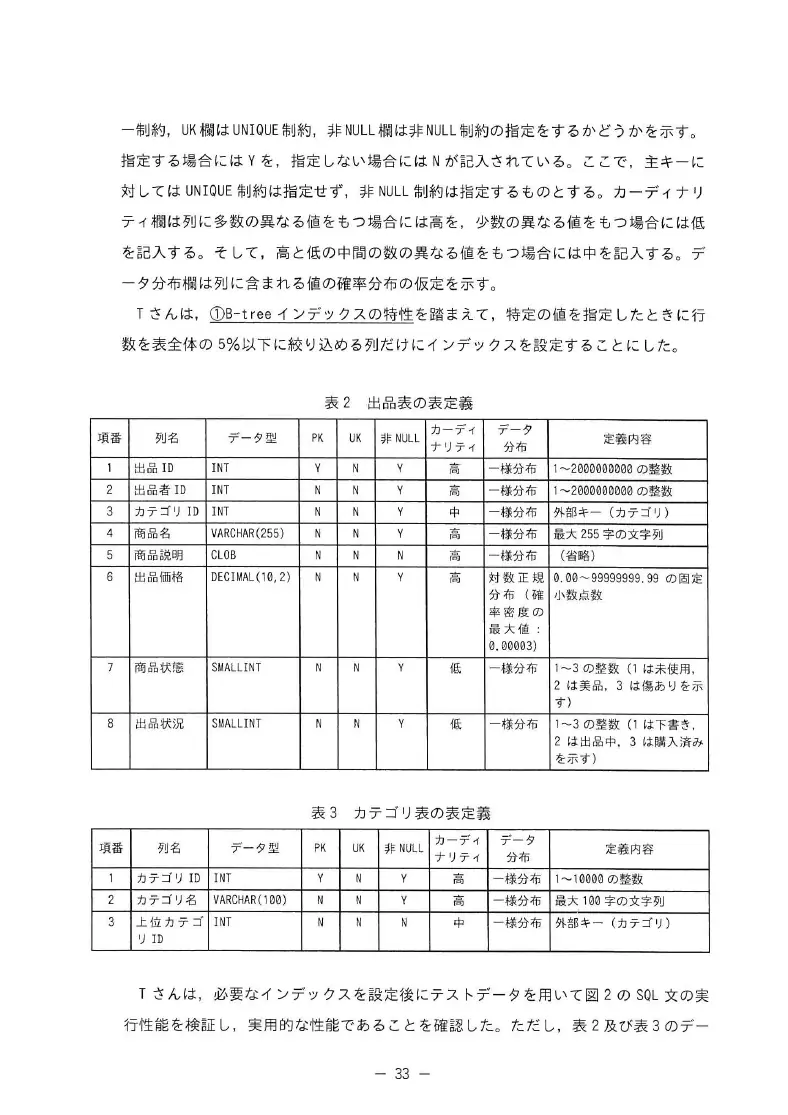 ー制約，UK欄はUNIQUE制約，非NULL欄は非NULL制約の指定をするかどうかを示す。
指定する場合にはYを，指定しない場合にはNが記入されている。ここで，主キーに
対してはUNIQUE制約は指定せず，非NULL制約は指定するものとする。カーディナリ
ティ欄は列に多数の異なる値をもつ場合には高を，少数の異なる値をもつ場合には低
を記入する。そして，高と低の中間の数の異なる値をもつ場合には中を記入する。デ
ータ分布欄は列に含まれる値の確率分布の仮定を示す。
Tさんは，①B-treeインデックスの特性を踏まえて，特定の値を指定したときに行
数を表全体の5%以下に絞り込める列だけにインデックスを設定することにした。
表2 出品表の表定義
項番 列名 データ型 PK UK 非NULL カーディ データ 定義内容
ナリティ 分布
1 出品ID INT Y N Y 高 一様分布 1～2000000000の整数
2 出品者ID INT N N Y 高 一様分布 1～2000000000の整数
3 カテゴリID INT N N Y 中 一様分布 外部キー（カテゴリ）
4 商品名 VARCHAR(255) N N Y 高 一様分布 最大255字の文字列
5 商品説明 CLOB N N N 高 一様分布 （省略）
6 出品価格 DECIMAL(10,2) N N Y 高 対数正規 0.00～99999999.99の固定
分布（確 小数点数
率密度の
最大値：
0.00003)
7 商品状態 SMALLINT N N Y 低 一様分布 1～3の整数（1は未使用，
2は美品，3は傷ありを示
す）
8 出品状況 SMALLINT N N Y 低 一様分布 1～3の整数（1は下書き，
2は出品中，3は購入済み
を示す）
表3 カテゴリ表の表定義
項番 列名 データ型 PK UK 非NULL カーディ データ 定義内容
ナリティ 分布
1 カテゴリID INT Y N Y 高 一様分布 1～10000の整数
2 カテゴリ名 VARCHAR(100) N N Y 高 一様分布 最大100字の文字列
3 上位カテゴ INT N N N 中 一様分布 外部キー（カテゴリ）
リID
Tさんは，必要なインデックスを設定後にテストデータを用いて図2のSQL文の実
行性能を検証し，実用的な性能であることを確認した。ただし，表2及び表3のデー
— 33 —